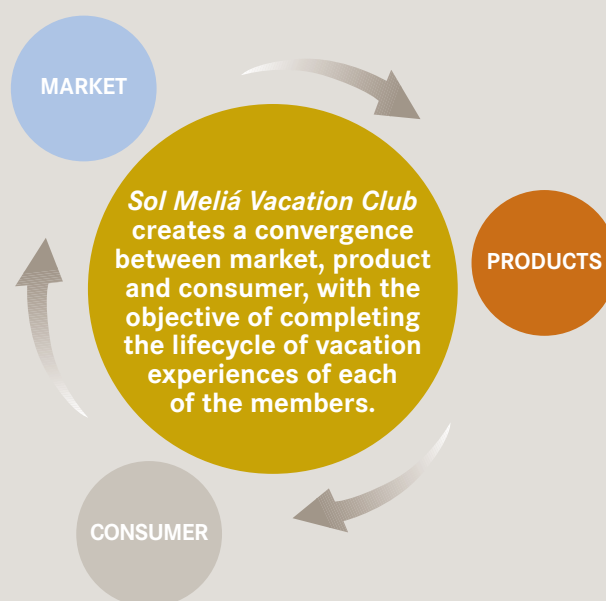 MARKET
Sol Meliá Vacation Club
creates a convergence
between market, product
and consumer, with the
objective of completing
the lifecycle of vacation
experiences of each
of the members.
PRODUCTS
CONSUMER